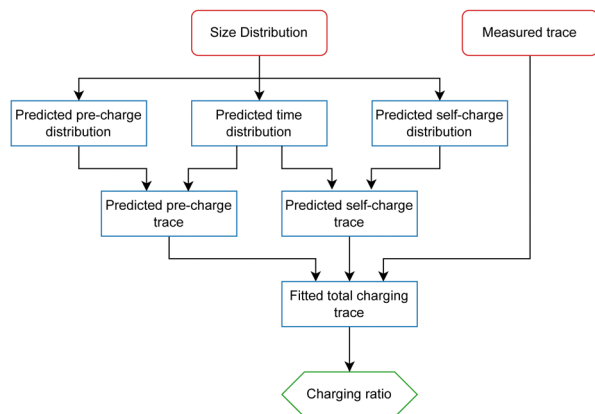 Size Distribution
Measured trace
Predicted pre-charge
distribution
Predicted time
distribution
Predicted self-charge
distribution
Predicted pre-charge
trace
Predicted self-charge
trace
Fitted total charging
trace
Charging ratio